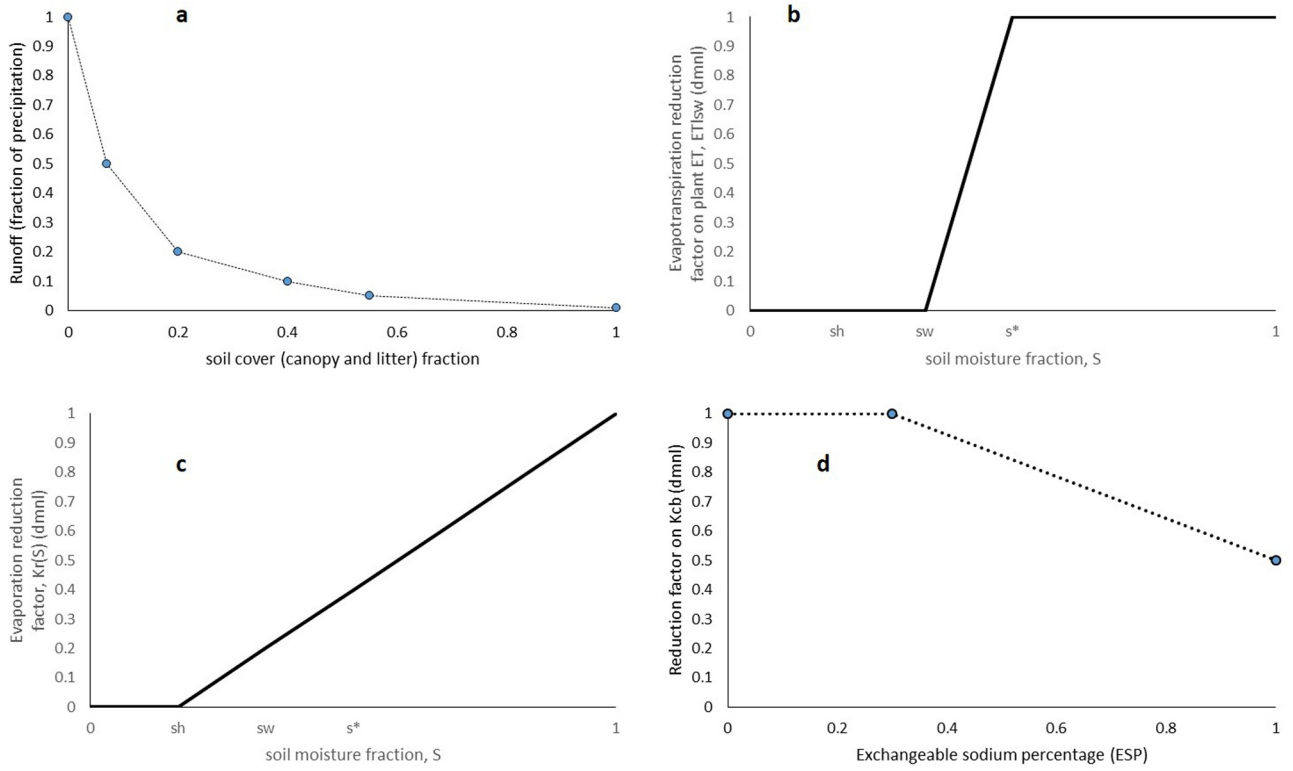 a
1
0.9
0.8
0.7
0.6
0.5
0.4
0.3
0.2
0.1
0
Runoff (fraction of precipitation)
0 0.2 0.4 0.6 0.8 1
soil cover (canopy and litter) fraction
b
1
0.9
0.8
0.7
0.6
0.5
0.4
0.3
0.2
0.1
0
Evapotranspiration reduction
factor on plant ET, ETlsw (dmnl)
0 sh sw s* 1
soil moisture fraction, S
c
1
0.9
0.8
0.7
0.6
0.5
0.4
0.3
0.2
0.1
0
Evaporation reduction
factor, Kr(S) (dmnl)
0 sh sw s* 1
soil moisture fraction, S
d
1
0.9
0.8
0.7
0.6
0.5
0.4
0.3
0.2
0.1
0
Reduction factor on Kcb (dmnl)
0 0.2 0.4 0.6 0.8 1
Exchangeable sodium percentage (ESP)